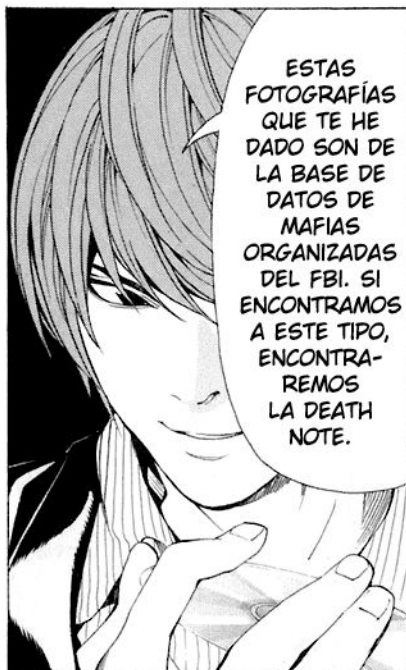 ESTAS
FOTOGRAFÍAS
QUE TE HE
DADO SON DE
LA BASE DE
DATOS DE
MAFIAS
ORGANIZADAS
DEL FBI. SI
ENCONTRAMOS
A ESTE TIPO,
ENCONTRA-
REMOS
LA DEATH
NOTE.